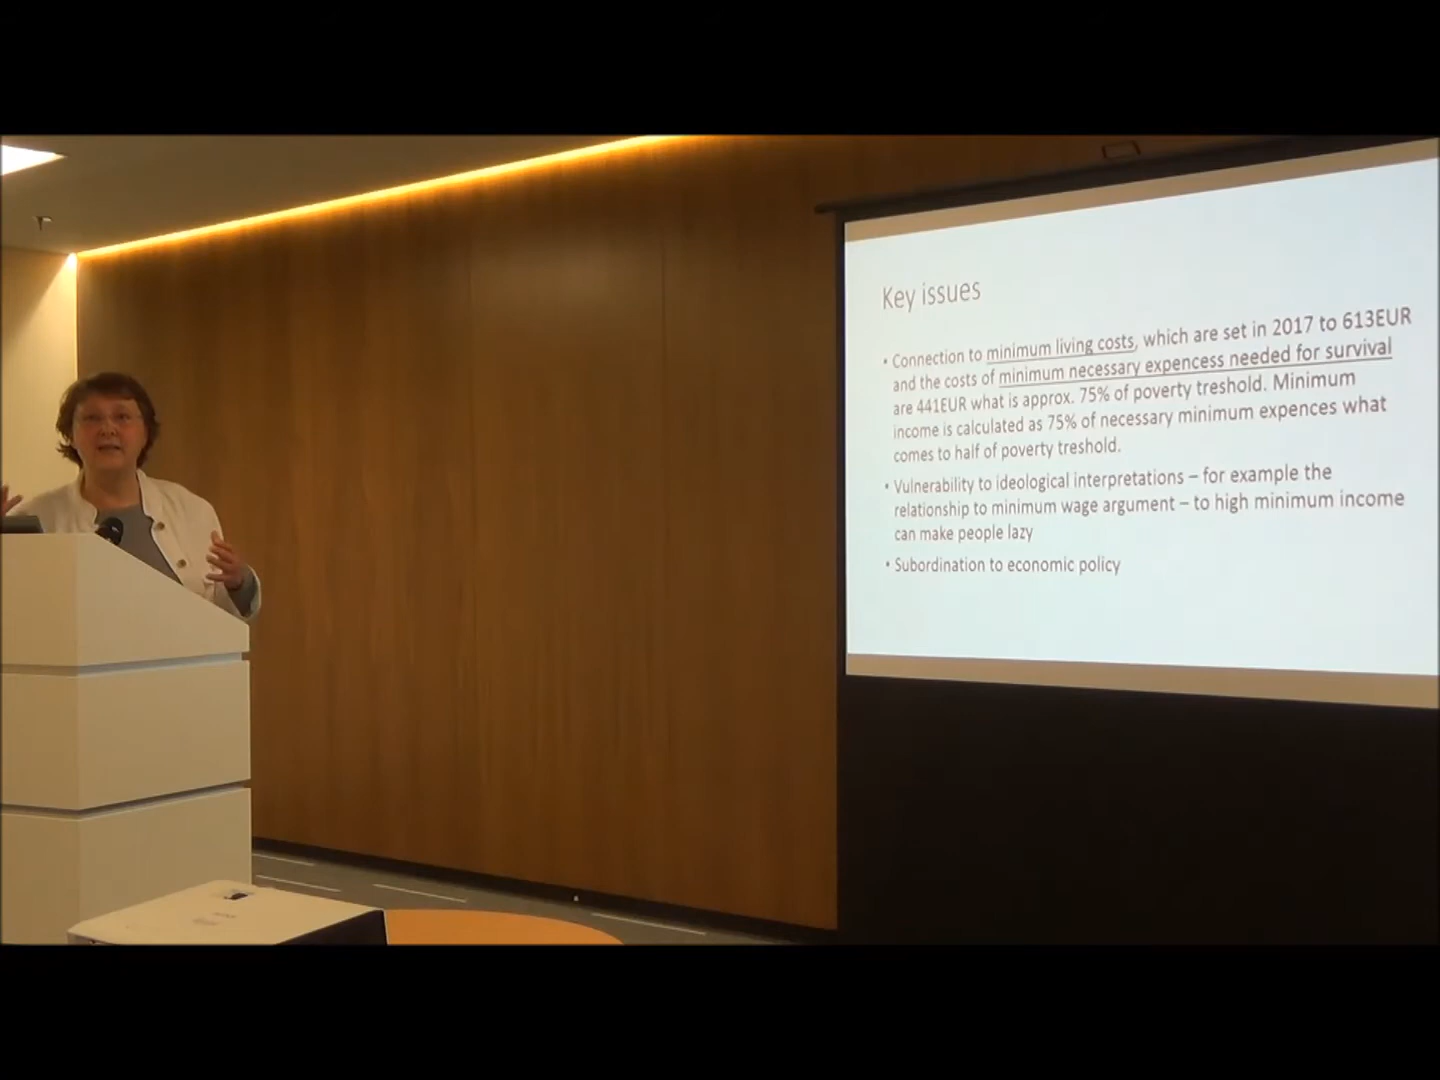 Key issues
• Connection to minimum living costs, which are set in 2017 to 613EUR
and the costs of minimum necessary expencess needed for survival
are 441EUR what is approx. 75% of poverty treshold. Minimum
income is calculated as 75% of necessary minimum expences what
comes to half of poverty treshold.
• Vulnerability to ideological interpretations – for example the
relationship to minimum wage argument – to high minimum income
can make people lazy
• Subordination to economic policy